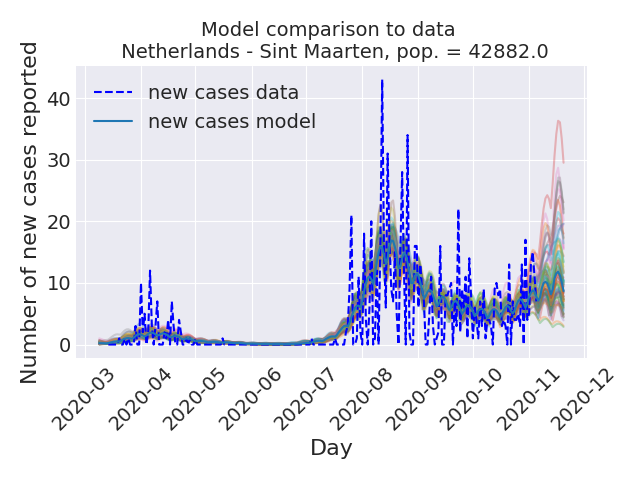 Model comparison to data
Netherlands - Sint Maarten, pop. = 42882.0
Number of new cases reported
40
30
20
10
0
new cases data
new cases model
2020-03
2020-04
2020-05
2020-06
2020-07
2020-08
2020-09
2020-10
2020-11
2020-12
Day